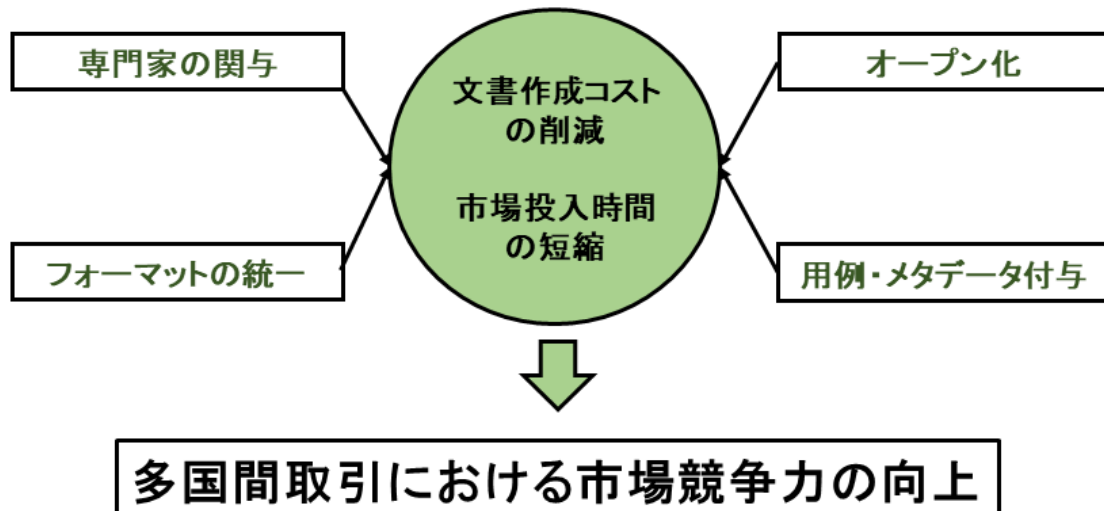 専門家の関与
オープン化
文書作成コスト
の削減
市場投入時間
の短縮
フォーマットの統一
用例・メタデータ付与
多国間取引における市場競争力の向上